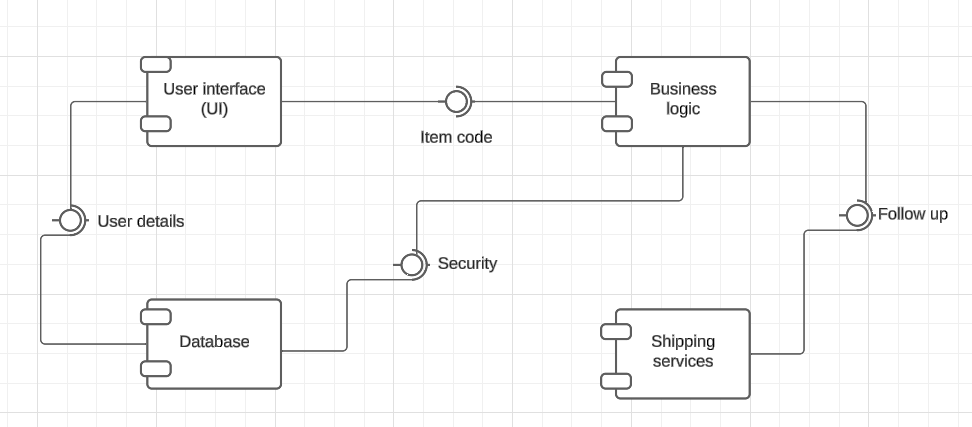 User interface
(UI)
Business
logic
Item code
User details
Follow up
Security
Database
Shipping
services